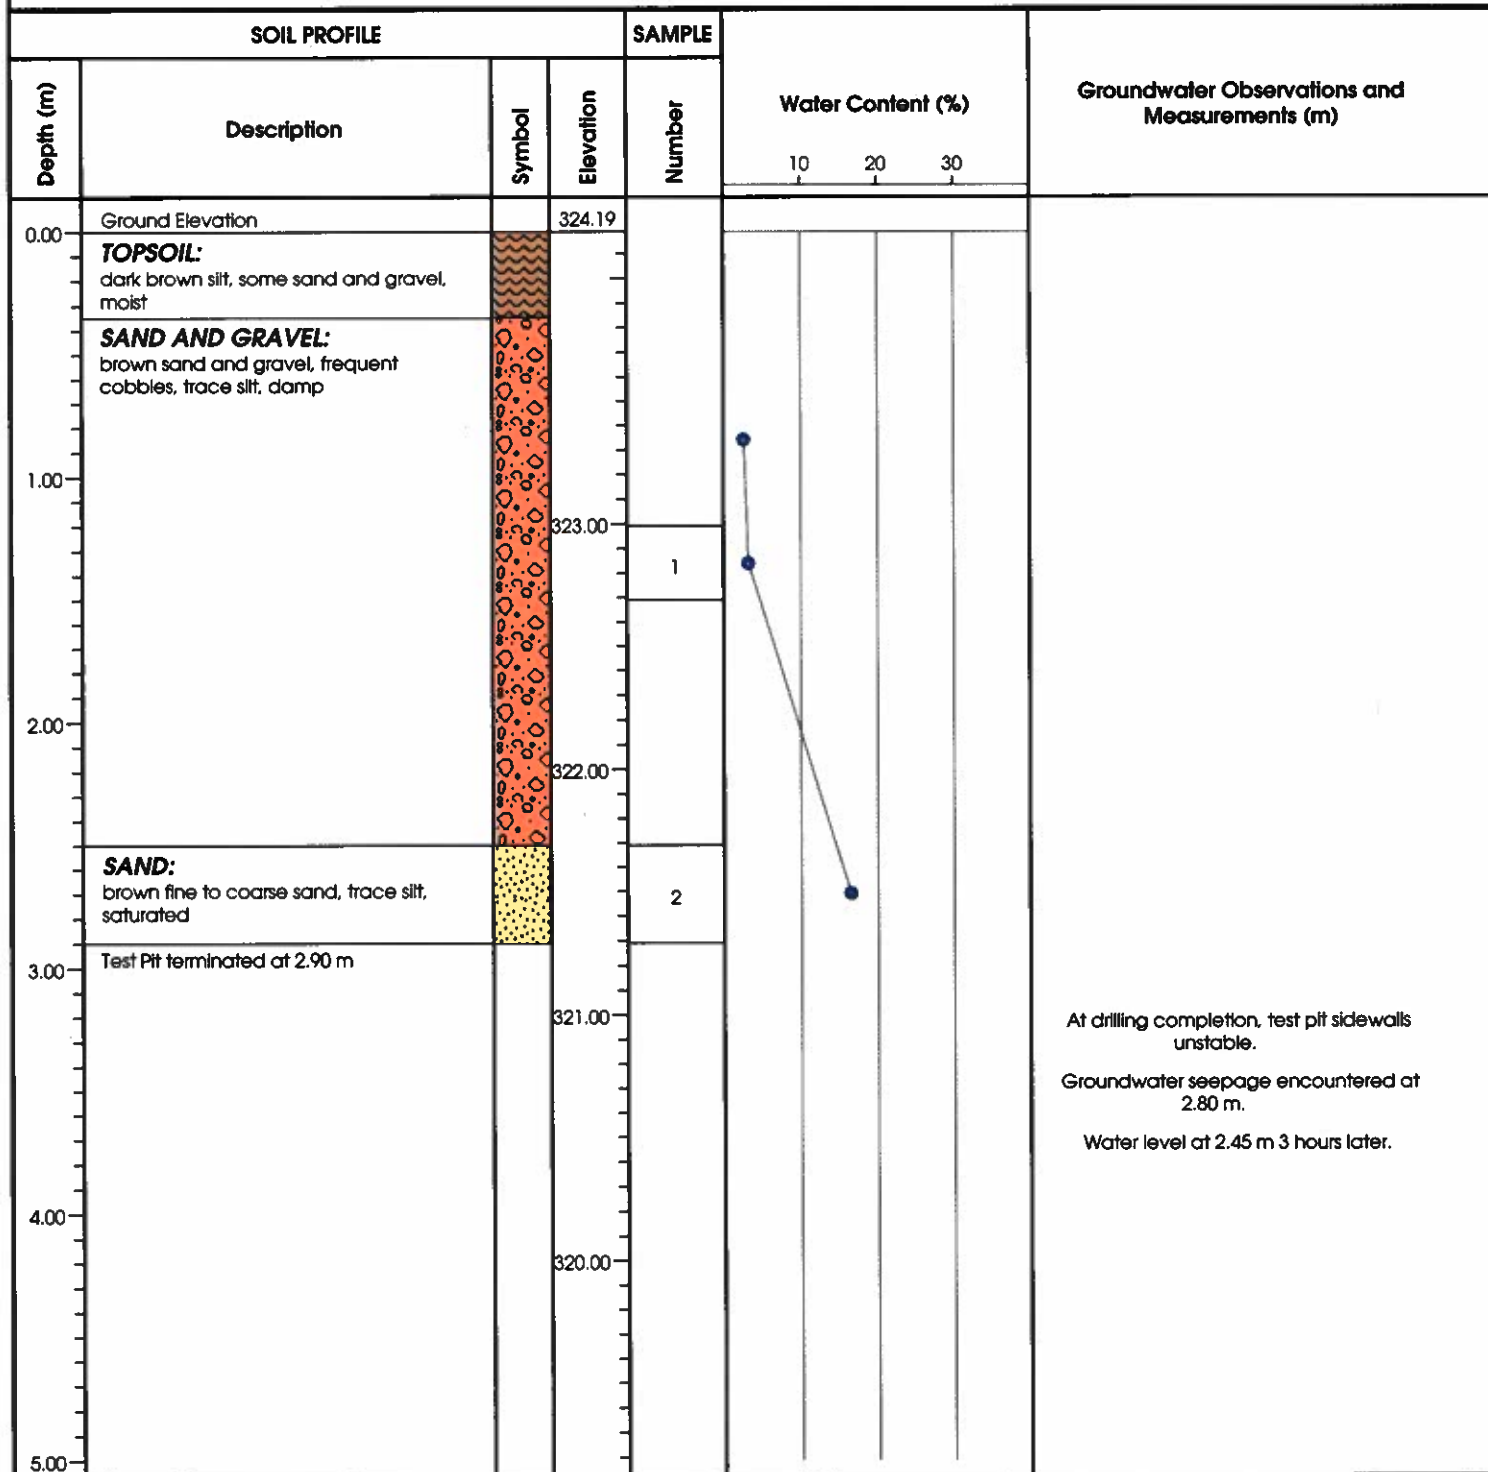 SOIL PROFILE
SAMPLE
Depth (m)
Description
Symbol
Elevation
Number
Water Content (%)
10 20 30
Groundwater Observations and
Measurements (m)
Ground Elevation
324.19
0.00
TOPSOIL:
dark brown silt, some sand and gravel,
moist
SAND AND GRAVEL:
brown sand and gravel, frequent
cobbles, trace silt, damp
1.00
323.00
1
2.00
322.00
SAND:
brown fine to coarse sand, trace silt,
saturated
2
Test Pit terminated at 2.90 m
3.00
321.00
At drilling completion, test pit sidewalls
unstable.
Groundwater seepage encountered at
2.80 m.
Water level at 2.45 m 3 hours later.
4.00
320.00
5.00